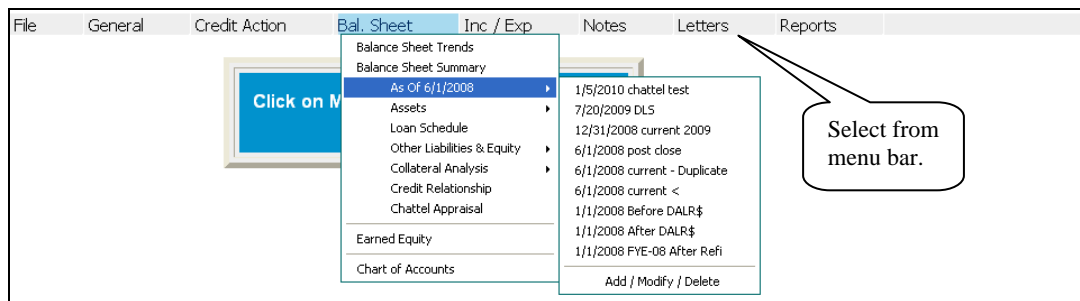 File General Credit Action Bal. Sheet Inc / Exp Notes Letters Reports
Balance Sheet Trends
Balance Sheet Summary
As Of 6/1/2008
Assets
Loan Schedule
Other Liabilities & Equity
Collateral Analysis
Credit Relationship
Chattel Appraisal
Earned Equity
Chart of Accounts
Click on M
1/5/2010 chattel test
7/20/2009 DLS
12/31/2008 current 2009
6/1/2008 post close
6/1/2008 current - Duplicate
6/1/2008 current <
1/1/2008 Before DALR$
1/1/2008 After DALR$
1/1/2008 FYE-08 After Refi
Add / Modify / Delete
Select from
menu bar.